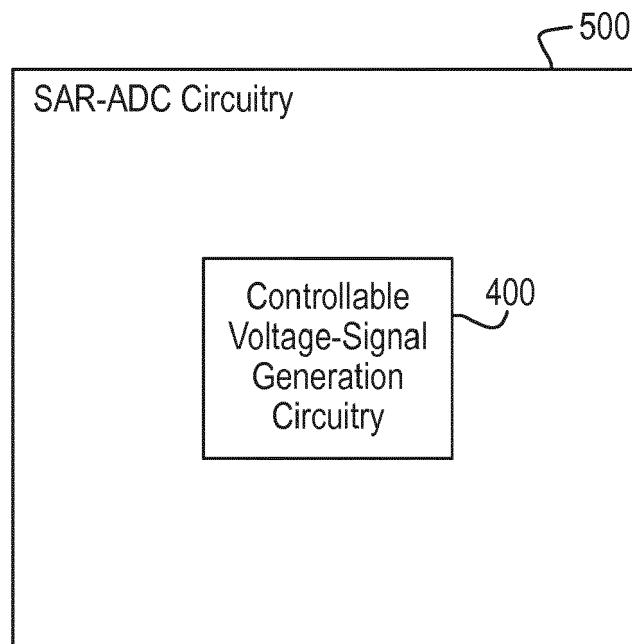 500
SAR-ADC Circuitry
Controllable
Voltage-Signal
Generation
Circuitry
400